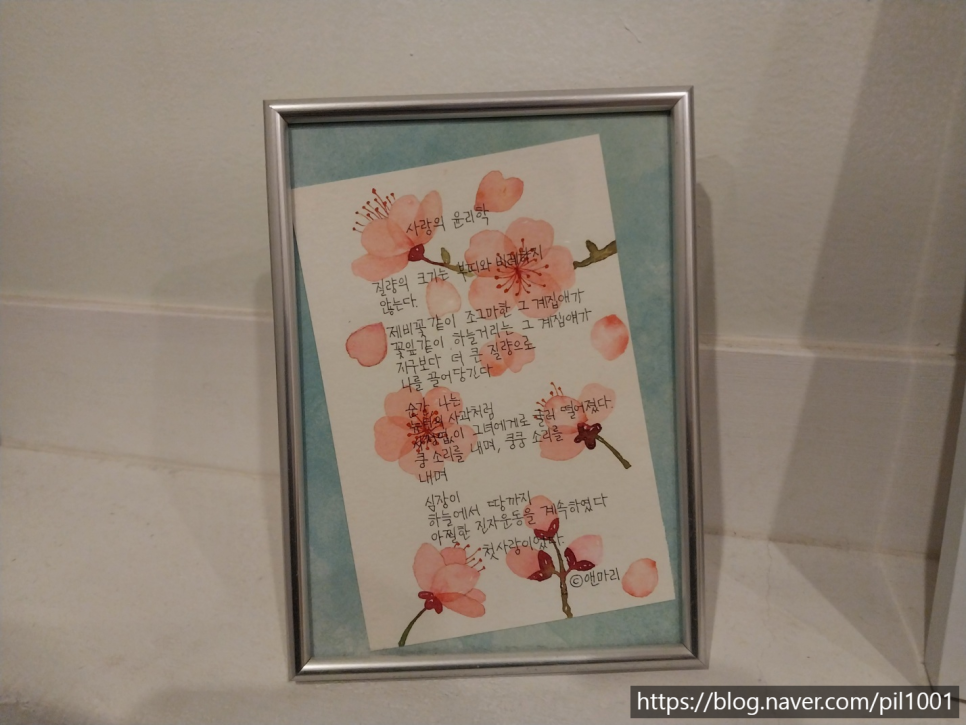 사랑의 물리학
질량의 크기는 부피와 비례하지
않는다.
제비꽃같이 조그마한 그 계집애가
꽃잎같이 하늘거리는 그 계집애가
지구보다 더 큰 질량으로
나를 끌어당긴다
순간 나는
뉴턴의 사과처럼
사정없이 그녀에게로 굴러 떨어졌다
쿵 소리를 내며, 쿵쿵 소리를
내며
심장이
하늘에서 땅까지
아찔한 진자운동을 계속하였다
첫사랑이었다.
©앤마리
https://blog.naver.com/pil1001